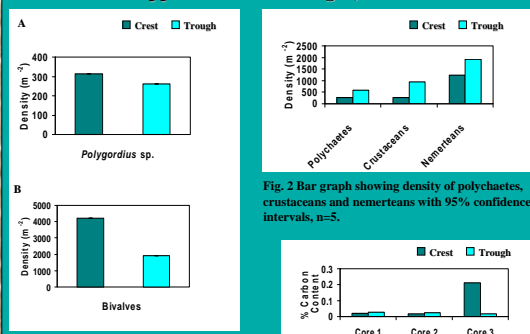 A
Crest Trough
400
300
200
100
0
Density (m -2)
Polygordius sp.
B
5000
4000
3000
2000
1000
0
Density (m -2)
Bivalves
Crest Trough
2500
2000
1500
1000
500
0
Density (m -2)
Polychaetes
Crustaceans
Nemerteans
Fig. 2 Bar graph showing density of polychaetes,
crustaceans and nemerteans with 95% confidence
intervals, n=5.
Crest Trough
0.3
0.2
0.1
0
% Carbon
Content
Core 1 Core 2 Core 3